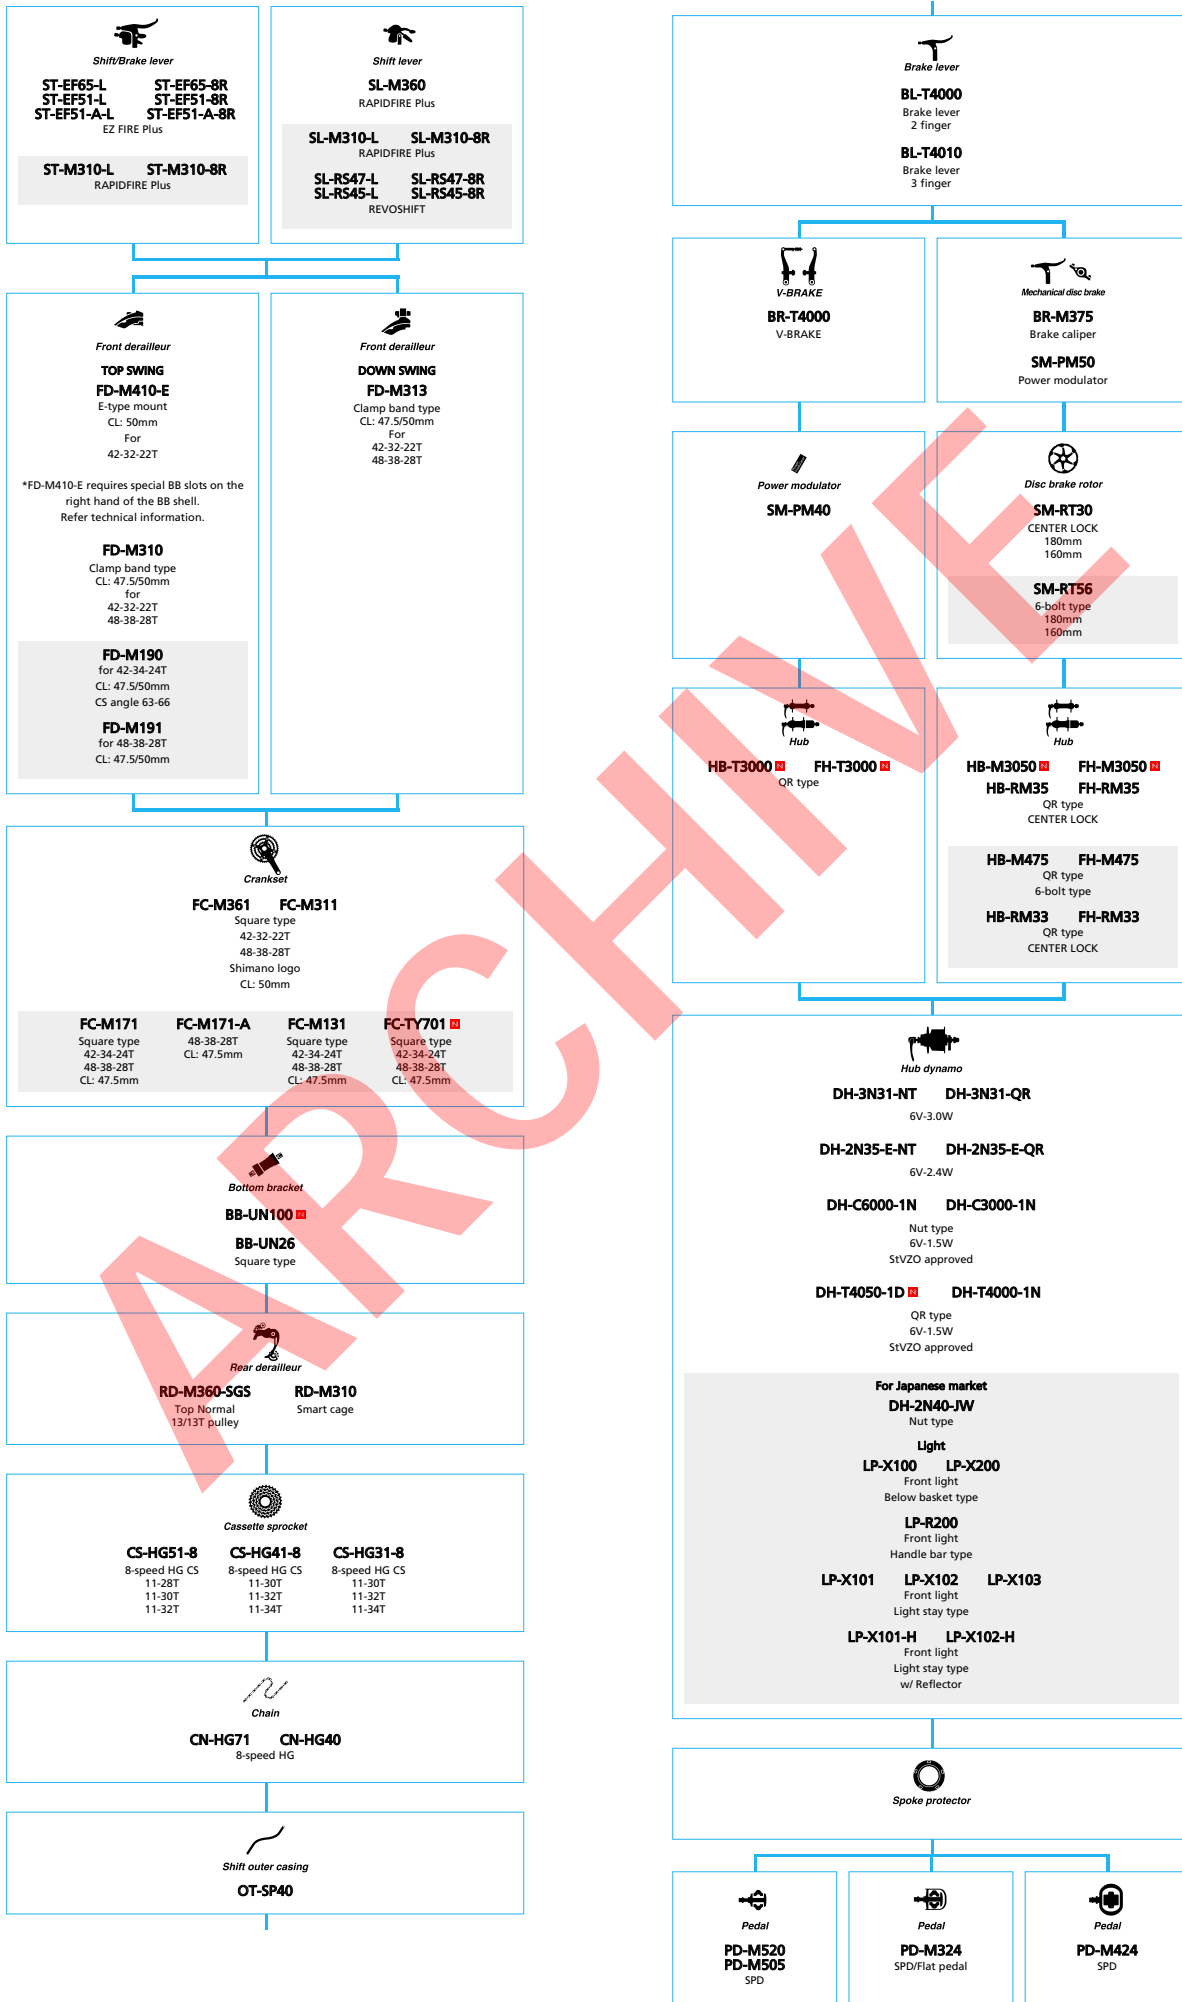 Shift/Brake lever
ST-EF65-L ST-EF65-8R
ST-EF51-L ST-EF51-8R
ST-EF51-A-L ST-EF51-A-8R
EZ FIRE Plus
ST-M310-L ST-M310-8R
RAPIDFIRE Plus
Shift lever
SL-M360
RAPIDFIRE Plus
SL-M310-L SL-M310-8R
RAPIDFIRE Plus
SL-RS47-L SL-RS47-8R
SL-RS45-L SL-RS45-8R
REVOSHIFT
Front derailleur
TOP SWING
FD-M410-E
E-type mount
CL: 50mm
For
42-32-22T
*FD-M410-E requires special BB slots on the
right hand of the BB shell.
Refer technical information.
FD-M310
Clamp band type
CL: 47.5/50mm
for
42-32-22T
48-38-28T
FD-M190
for 42-34-24T
CL: 47.5/50mm
CS angle 63-66
FD-M191
for 48-38-28T
CL: 47.5/50mm
Front derailleur
DOWN SWING
FD-M313
Clamp band type
CL: 47.5/50mm
For
42-32-22T
48-38-28T
Crankset
FC-M361 FC-M311
Square type
42-32-22T
48-38-28T
Shimano logo
CL: 50mm
FC-M171 FC-M171-A FC-M131 FC-TY701 N
Square type 48-38-28T Square type Square type
42-34-24T CL: 47.5mm 42-34-24T 42-34-24T
48-38-28T 48-38-28T 48-38-28T
CL: 47.5mm CL: 47.5mm CL: 47.5mm
Bottom bracket
BB-UN100 N
BB-UN26
Square type
Rear derailleur
RD-M360-SGS RD-M310
Top Normal Smart cage
13/13T pulley
Cassette sprocket
CS-HG51-8 CS-HG41-8 CS-HG31-8
8-speed HG CS 8-speed HG CS 8-speed HG CS
11-28T 11-30T 11-30T
11-30T 11-32T 11-32T
11-32T 11-34T 11-34T
Chain
CN-HG71 CN-HG40
8-speed HG
Shift outer casing
OT-SP40
Brake lever
BL-T4000
Brake lever
2 finger
BL-T4010
Brake lever
3 finger
V-BRAKE
BR-T4000
V-BRAKE
Mechanical disc brake
BR-M375
Brake caliper
SM-PM50
Power modulator
Power modulator
SM-PM40
Disc brake rotor
SM-RT30
CENTER LOCK
180mm
160mm
SM-RT56
6-bolt type
180mm
160mm
Hub
HB-T3000 N FH-T3000 N
QR type
Hub
HB-M3050 N FH-M3050 N
HB-RM35 FH-RM35
QR type
CENTER LOCK
HB-M475 FH-M475
QR type
6-bolt type
HB-RM33 FH-RM33
QR type
CENTER LOCK
Hub dynamo
DH-3N31-NT DH-3N31-QR
6V-3.0W
DH-2N35-E-NT DH-2N35-E-QR
6V-2.4W
DH-C6000-1N DH-C3000-1N
Nut type
6V-1.5W
StVZO approved
DH-T4050-1D N DH-T4000-1N
QR type
6V-1.5W
StVZO approved
For Japanese market
DH-2N40-JW
Nut type
Light
LP-X100 LP-X200
Front light
Below basket type
LP-R200
Front light
Handle bar type
LP-X101 LP-X102 LP-X103
Front light
Light stay type
LP-X101-H LP-X102-H
Front light
Light stay type
w/ Reflector
Spoke protector
Pedal
PD-M520
PD-M505
SPD
Pedal
PD-M324
SPD/Flat pedal
Pedal
PD-M424
SPD
ARCHIVE